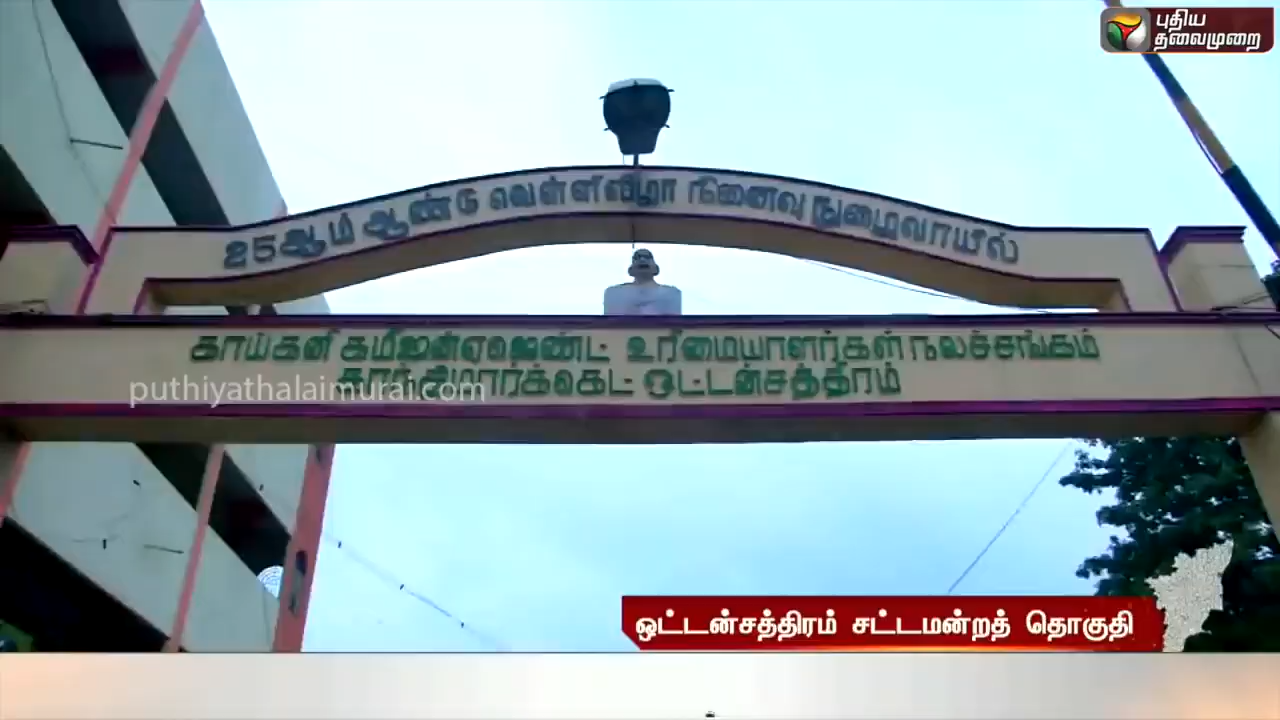 புதிய
தலைமுறை
25ஆம் ஆண்டு வெள்ளிவிழா நினைவு நுழைவாயில்
காய்கனி கமிஜன்ஏஜெண்ட் உரிமையாளர்கள் நலச்சங்கம்
காந்திமார்க்கெட் ஒட்டன்சத்திரம்
puthiyathalaimurai.com
ஒட்டன்சத்திரம் சட்டமன்றத் தொகுதி